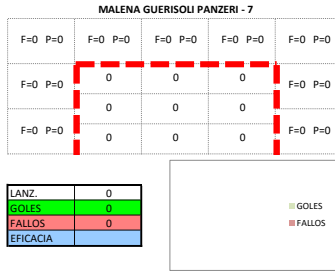 MALENA GUERISOLI PANZERI - 7
F=0 P=0 F=0 P=0 F=0 P=0 F=0 P=0 F=0 P=0
F=0 P=0 0 0 0 F=0 P=0
0 0 0
F=0 P=0 0 0 0 F=0 P=0
LANZ. 0
GOLES 0
FALLOS 0
EFICACIA
GOLES
FALLOS